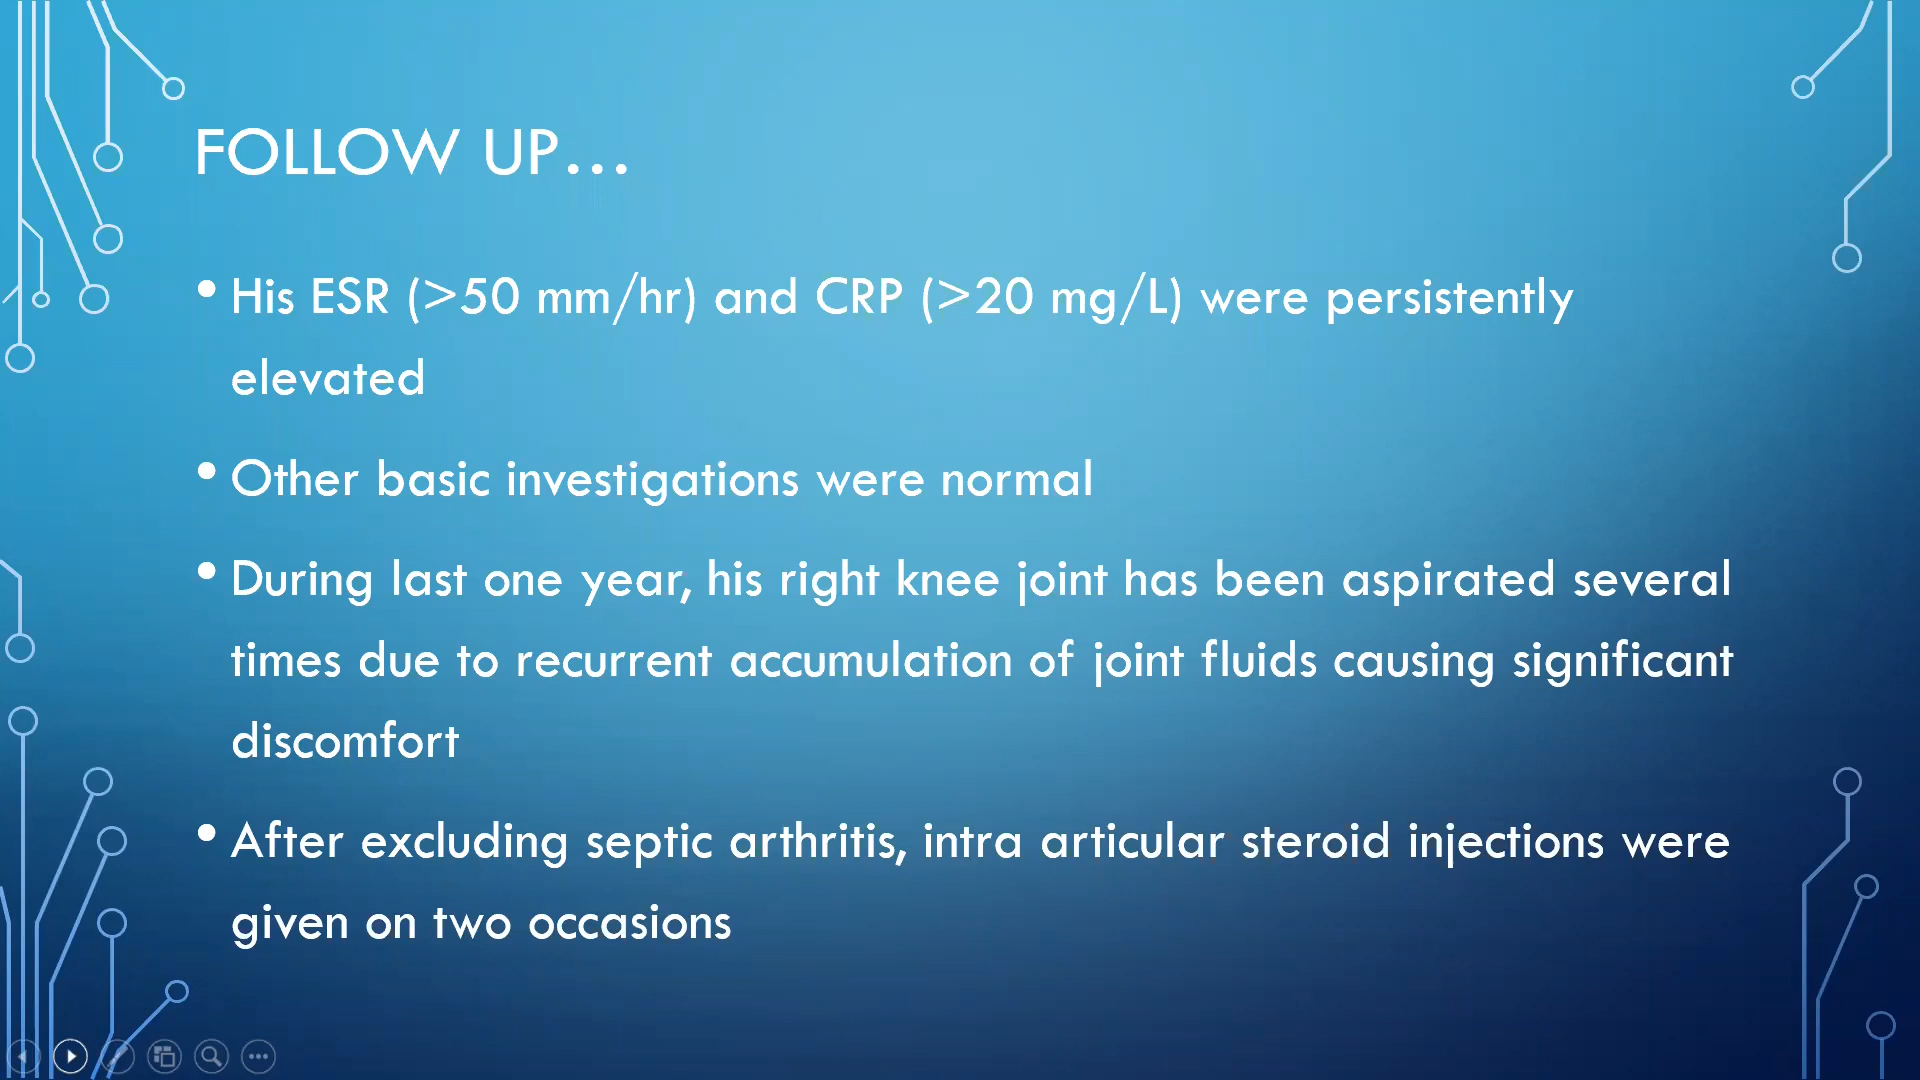 FOLLOW UP...
• His ESR (>50 mm/hr) and CRP (>20 mg/L) were persistently
elevated
• Other basic investigations were normal
• During last one year, his right knee joint has been aspirated several
times due to recurrent accumulation of joint fluids causing significant
discomfort
• After excluding septic arthritis, intra articular steroid injections were
given on two occasions